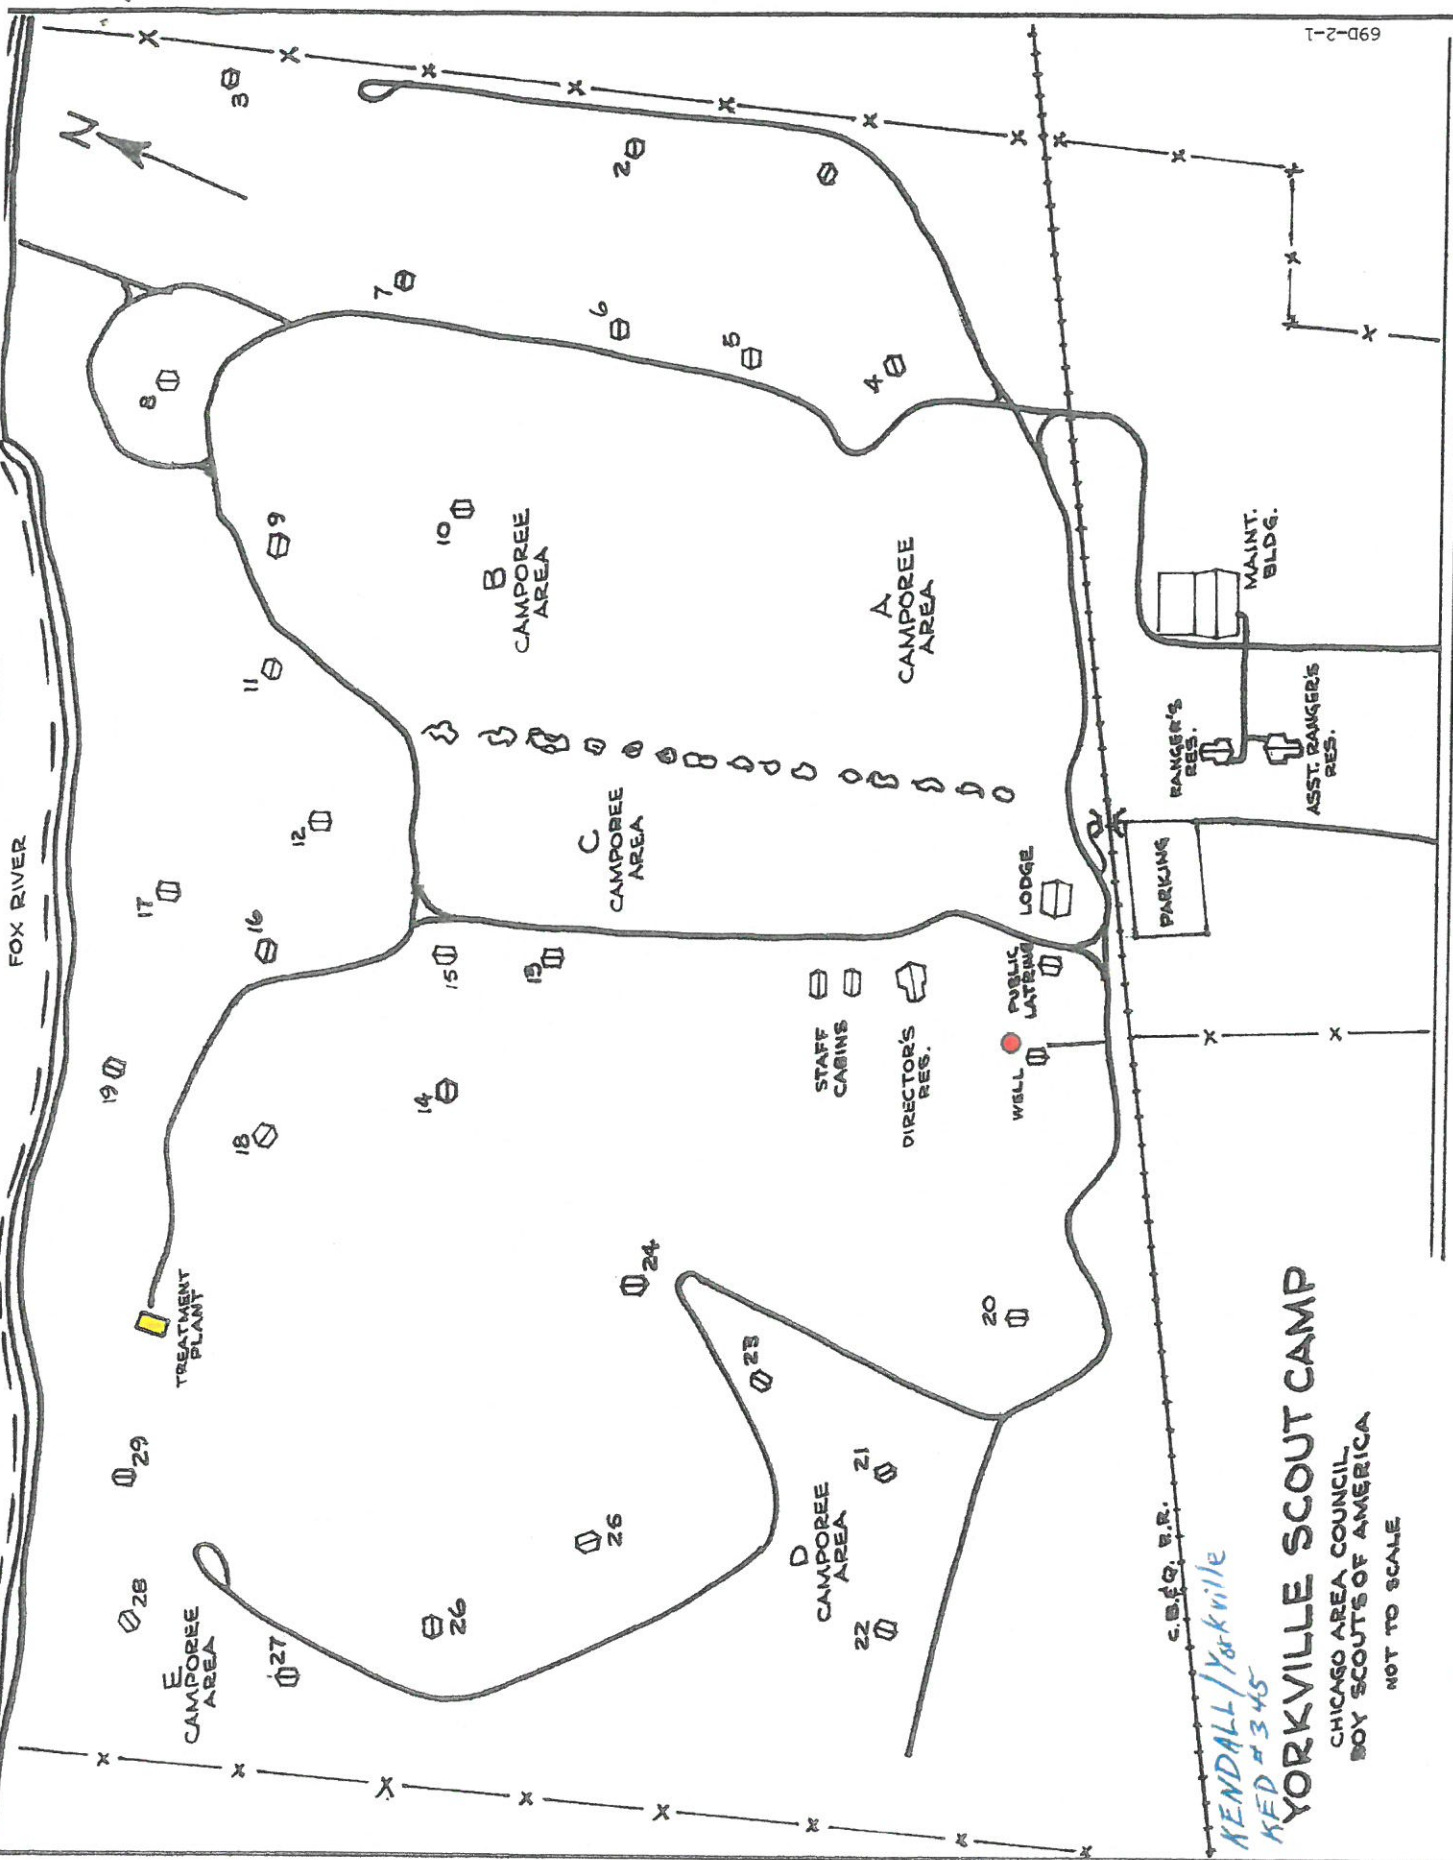 FOX RIVER
N
3
2
7
6
5
4
8
9
10
B
CAMPOREE
AREA
A
CAMPOREE
AREA
11
12
C
CAMPOREE
AREA
17
16
15
13
19
18
14
STAFF
CABINS
DIRECTOR'S
RES.
PUBLIC
LATRINE
LODGE
WELL
PARKING
RANGER'S
RES.
ASST. RANGER'S
RES.
MAINT.
BLDG.
TREATMENT
PLANT
24
23
20
21
22
D
CAMPOREE
AREA
29
28
E
CAMPOREE
AREA
27
26
25
C.B.&Q. R.R.
KENDALL / Yorkville
KED #345
YORKVILLE SCOUT CAMP
CHICAGO AREA COUNCIL
BOY SCOUTS OF AMERICA
NOT TO SCALE
69D-2-1